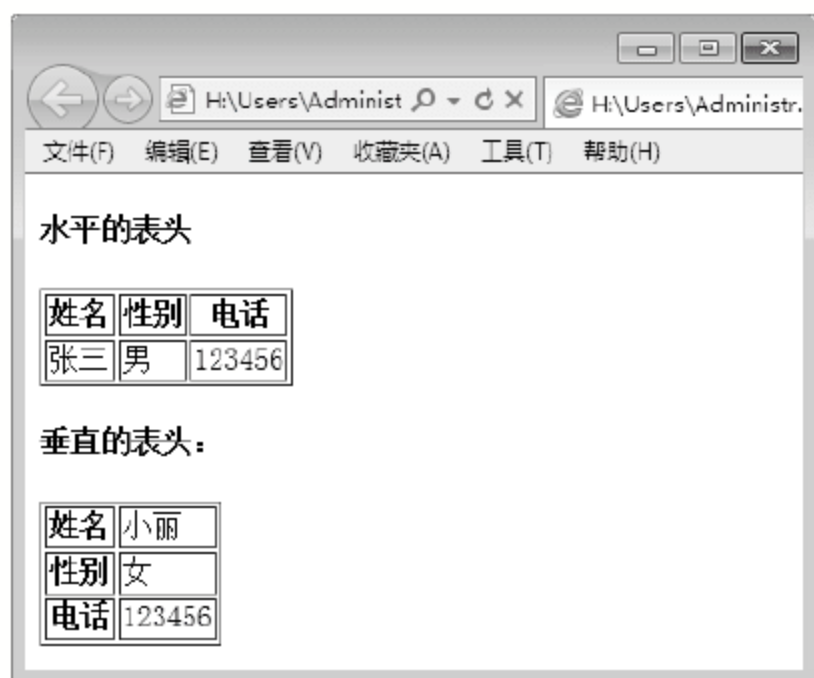 H:\Users\Administ
H:\Users\Administr.
文件(F) 编辑(E) 查看(V) 收藏夹(A) 工具(T) 帮助(H)
水平的表头
姓名 性别 电话
张三 男 123456
垂直的表头：
姓名 小丽
性别 女
电话 123456